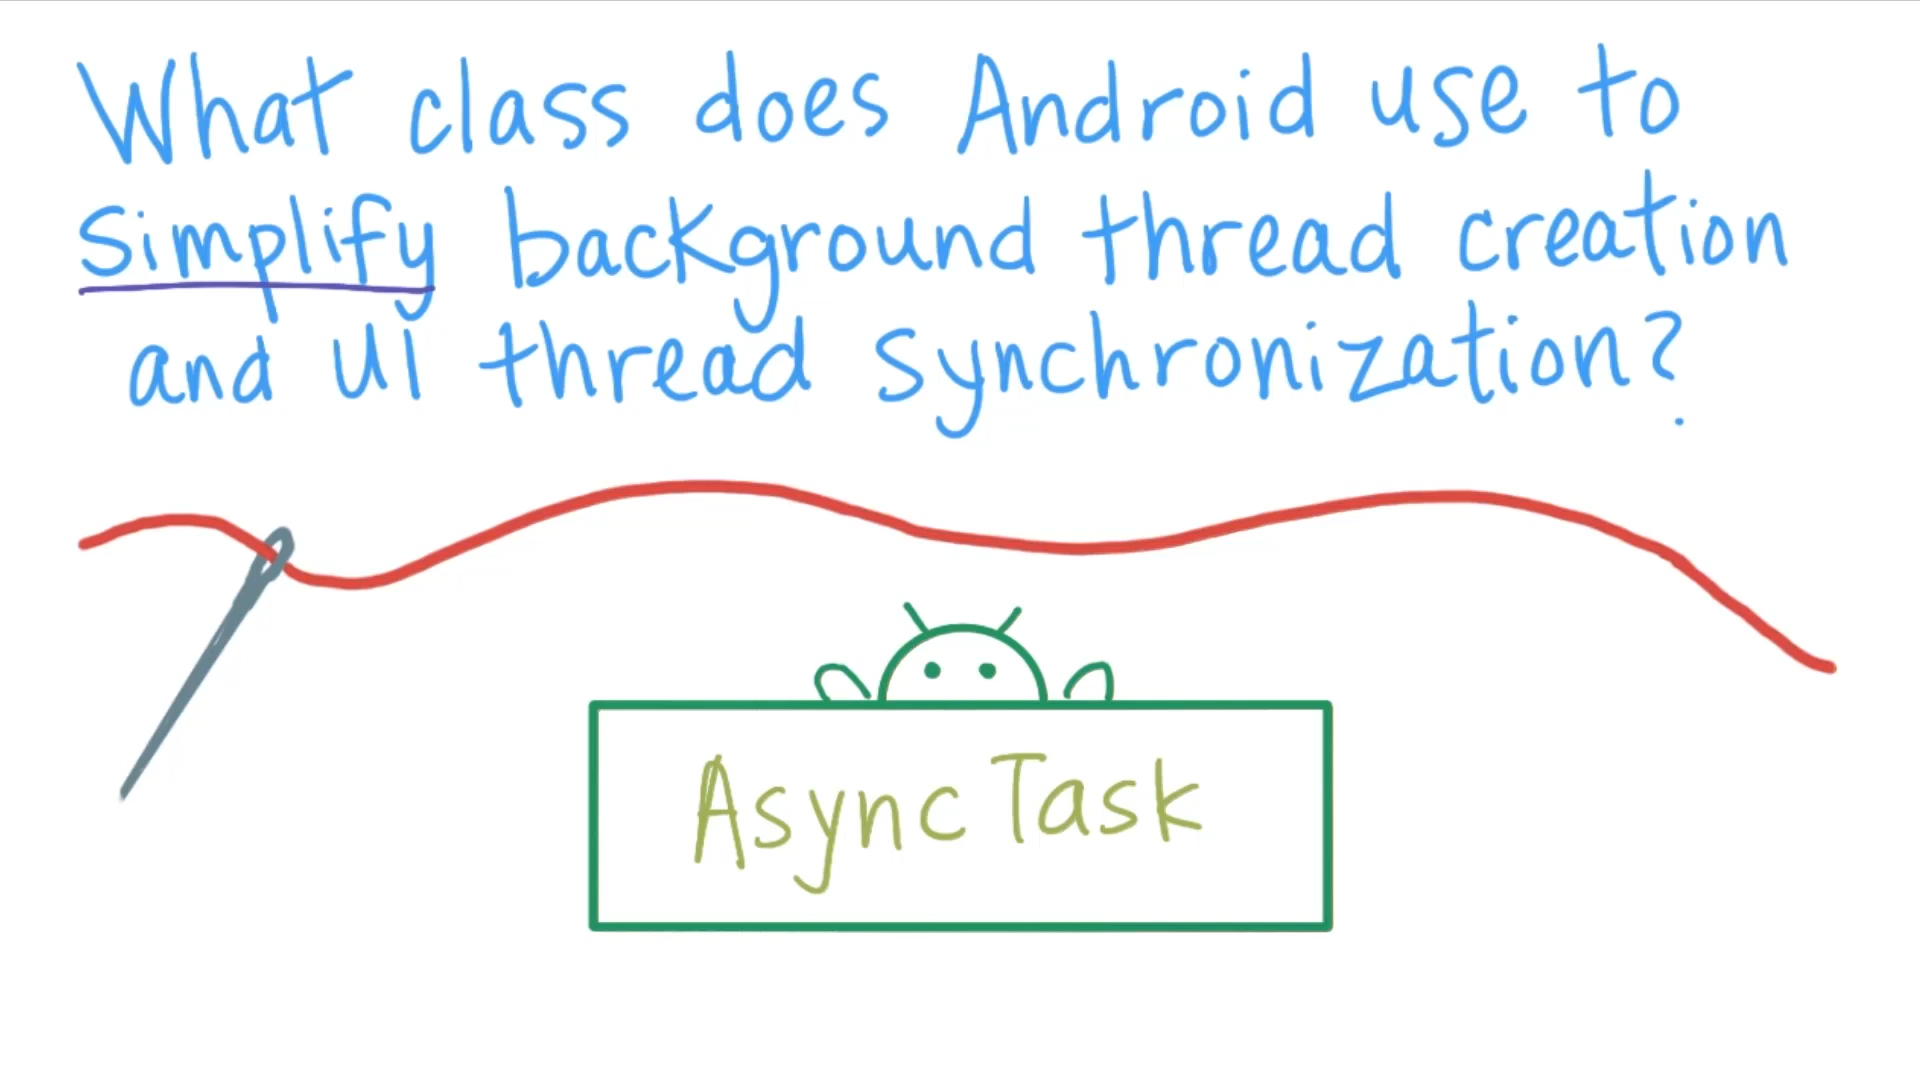 What class does Android use to
simplify background thread creation
and UI thread synchronization?
AsyncTask